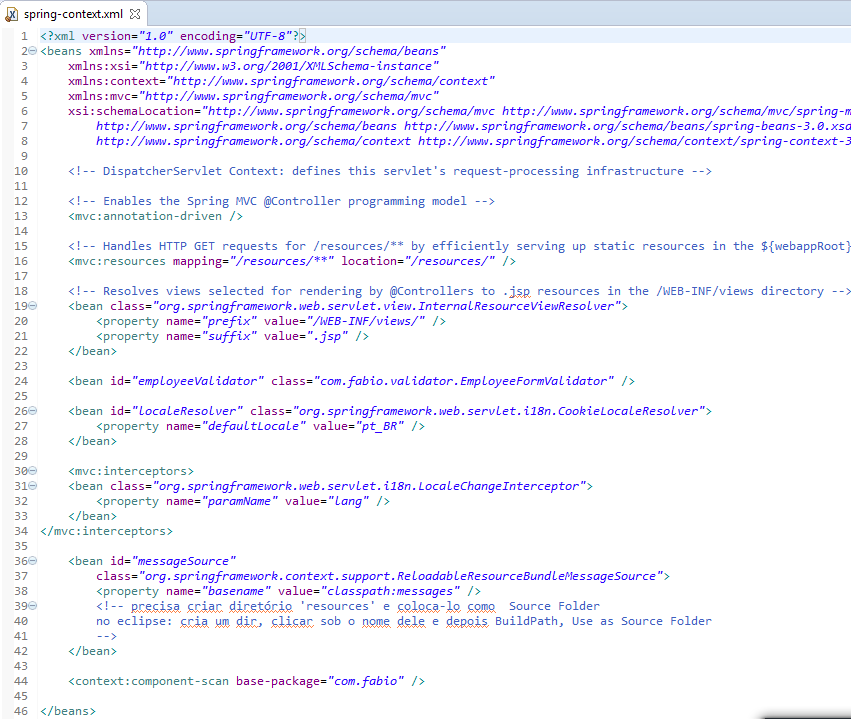 spring-context.xml
1 <?xml version="1.0" encoding="UTF-8"?>
2 <beans xmlns="http://www.springframework.org/schema/beans"
3 xmlns:xsi="http://www.w3.org/2001/XMLSchema-instance"
4 xmlns:context="http://www.springframework.org/schema/context"
5 xmlns:mvc="http://www.springframework.org/schema/mvc"
6 xsi:schemaLocation="http://www.springframework.org/schema/mvc http://www.springframework.org/schema/mvc/spring-m
7 http://www.springframework.org/schema/beans http://www.springframework.org/schema/beans/spring-beans-3.0.xsd
8 http://www.springframework.org/schema/context http://www.springframework.org/schema/context/spring-context-3
9
10 <!-- DispatcherServlet Context: defines this servlet's request-processing infrastructure -->
11
12 <!-- Enables the Spring MVC @Controller programming model -->
13 <mvc:annotation-driven />
14
15 <!-- Handles HTTP GET requests for /resources/** by efficiently serving up static resources in the ${webappRoot}
16 <mvc:resources mapping="/resources/**" location="/resources/" />
17
18 <!-- Resolves views selected for rendering by @Controllers to .jsp resources in the /WEB-INF/views directory -->
19 <bean class="org.springframework.web.servlet.view.InternalResourceViewResolver">
20 <property name="prefix" value="/WEB-INF/views/" />
21 <property name="suffix" value=".jsp" />
22 </bean>
23
24 <bean id="employeeValidator" class="com.fabio.validator.EmployeeFormValidator" />
25
26 <bean id="localeResolver" class="org.springframework.web.servlet.i18n.CookieLocaleResolver">
27 <property name="defaultLocale" value="pt_BR" />
28 </bean>
29
30 <mvc:interceptors>
31 <bean class="org.springframework.web.servlet.i18n.LocaleChangeInterceptor">
32 <property name="paramName" value="lang" />
33 </bean>
34 </mvc:interceptors>
35
36 <bean id="messageSource"
37 class="org.springframework.context.support.ReloadableResourceBundleMessageSource">
38 <property name="basename" value="classpath:messages" />
39 <!-- precisa criar diretório 'resources' e coloca-lo como  Source Folder
40 no eclipse: cria um dir, clicar sob o nome dele e depois BuildPath, Use as Source Folder
41 -->
42 </bean>
43
44 <context:component-scan base-package="com.fabio" />
45
46 </beans>